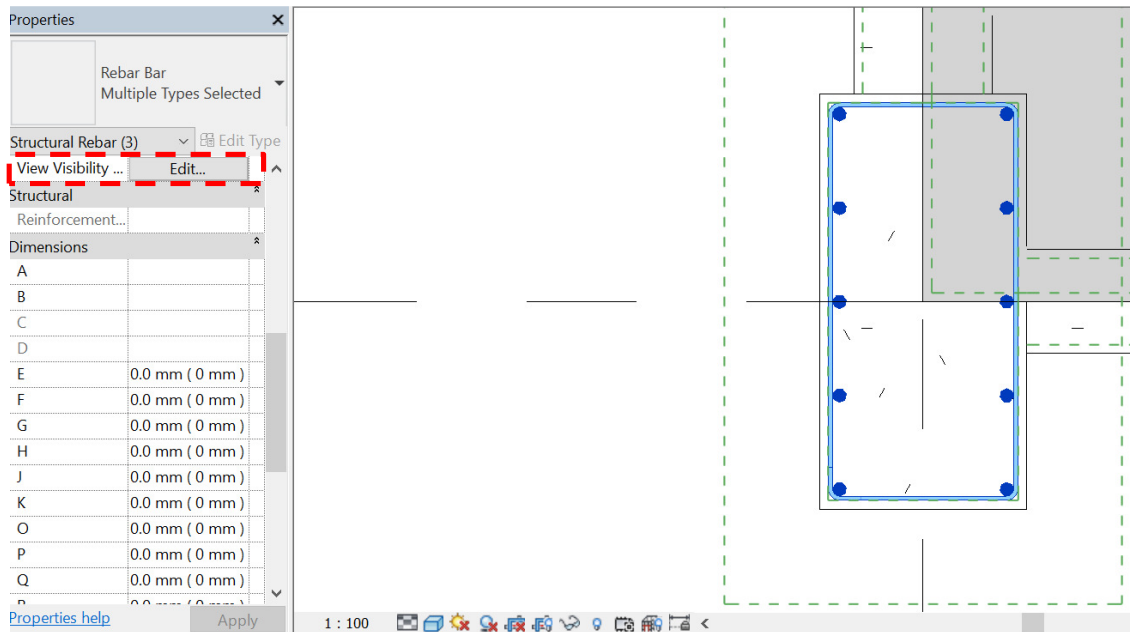 Properties
Rebar Bar
Multiple Types Selected
Structural Rebar (3) Edit Type
View Visibility ... Edit...
Structural
Reinforcement...
Dimensions
A
B
C
D
E 0.0 mm ( 0 mm )
F 0.0 mm ( 0 mm )
G 0.0 mm ( 0 mm )
H 0.0 mm ( 0 mm )
J 0.0 mm ( 0 mm )
K 0.0 mm ( 0 mm )
O 0.0 mm ( 0 mm )
P 0.0 mm ( 0 mm )
Q 0.0 mm ( 0 mm )
Properties help Apply
1 : 100